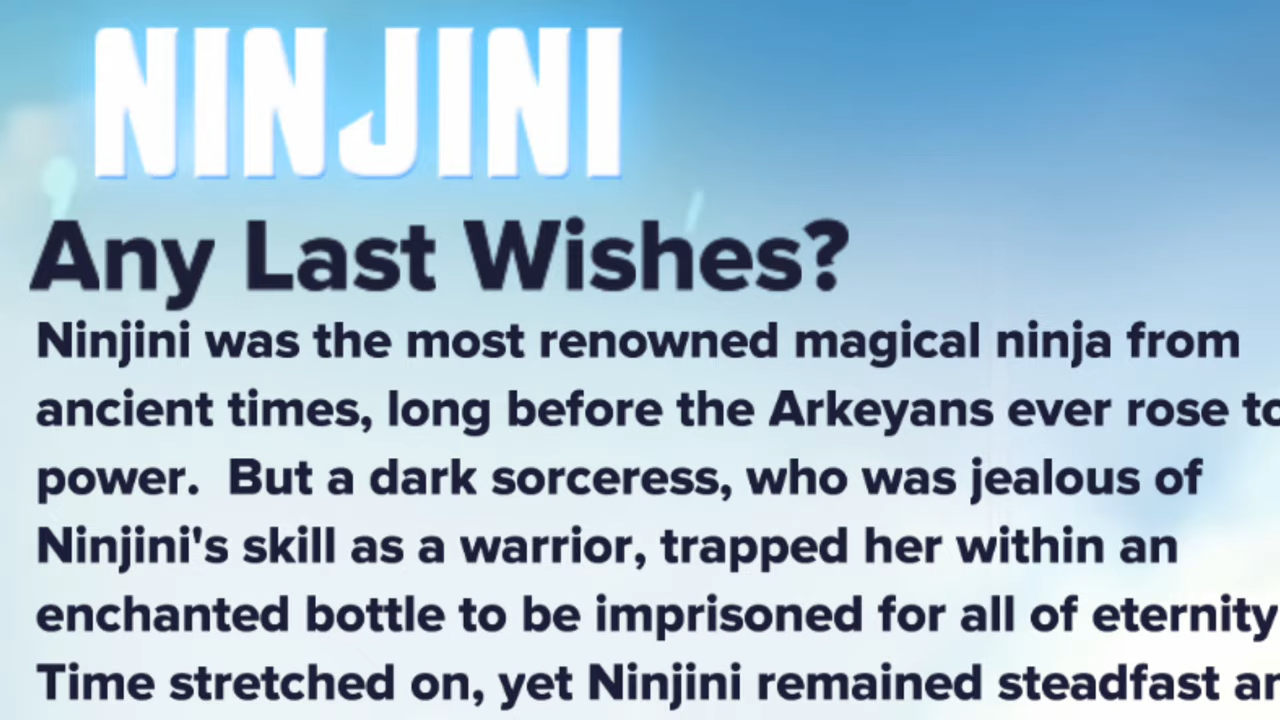 NINJINI
Any Last Wishes?
Ninjini was the most renowned magical ninja from
ancient times, long before the Arkeyans ever rose to
power.  But a dark sorceress, who was jealous of
Ninjini's skill as a warrior, trapped her within an
enchanted bottle to be imprisoned for all of eternity
Time stretched on, yet Ninjini remained steadfast